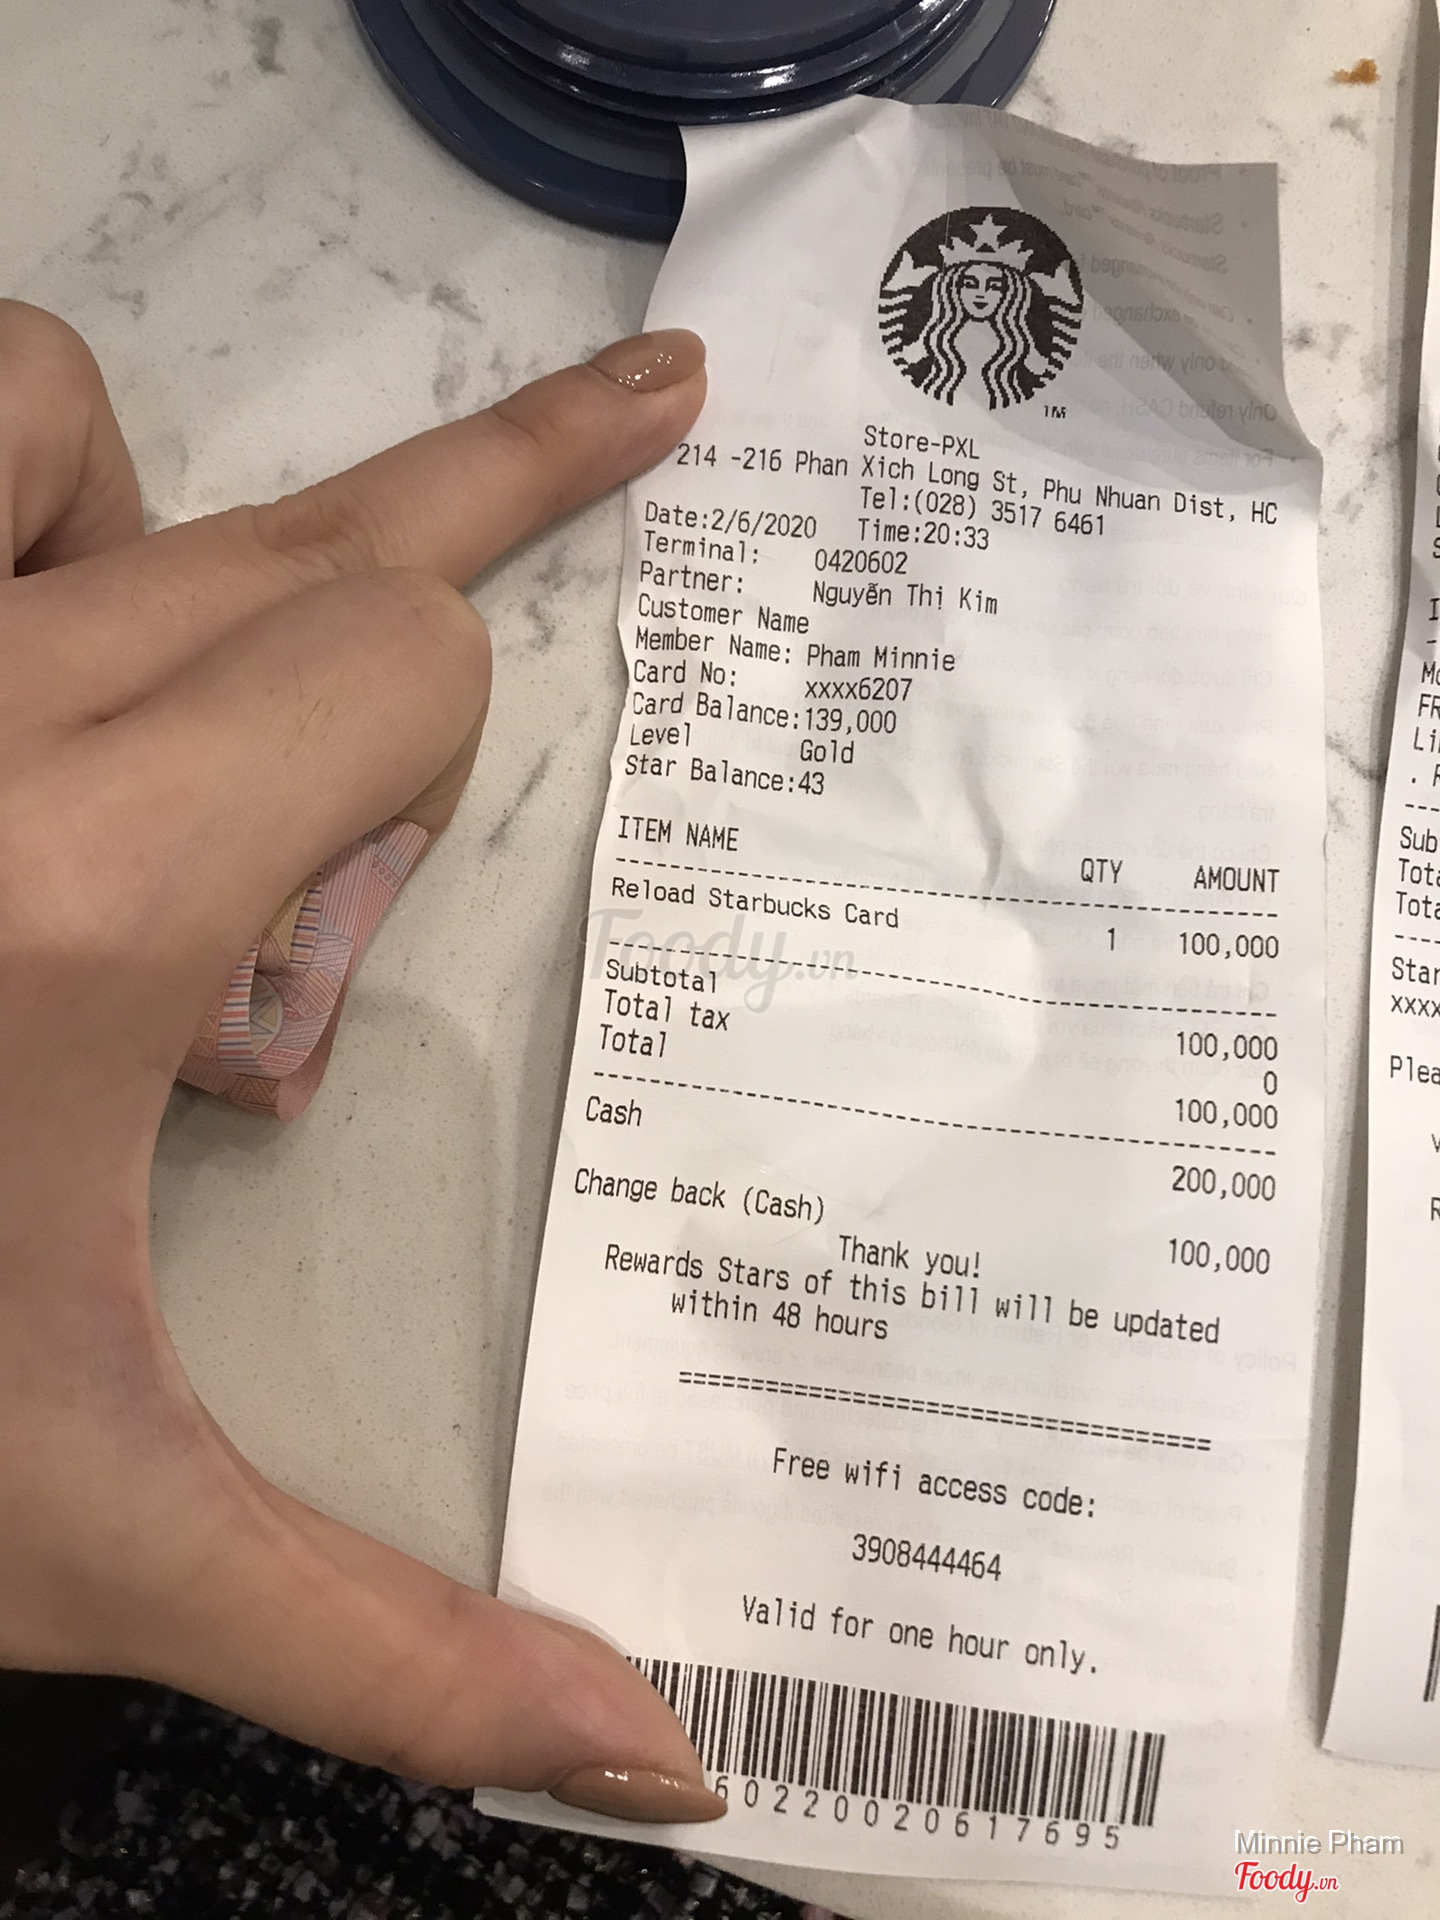 TM
Store-PXL
214 -216 Phan Xich Long St, Phu Nhuan Dist, HC
Tel:(028) 3517 6461
Date:2/6/2020 Time:20:33
Terminal: 0420602
Partner: Nguyễn Thị Kim
Customer Name
Member Name: Pham Minnie
Card No: xxxx6207
Card Balance:139,000
Level Gold
Star Balance:43
ITEM NAME QTY AMOUNT
Reload Starbucks Card 1 100,000
Subtotal 100,000
Total tax 0
Total 100,000
Cash 200,000
Change back (Cash) 100,000
Thank you!
Rewards Stars of this bill will be updated
within 48 hours
Free wifi access code:
3908444464
Valid for one hour only.
60220020617695
Foody.vn
Minnie Pham
Foody.vn